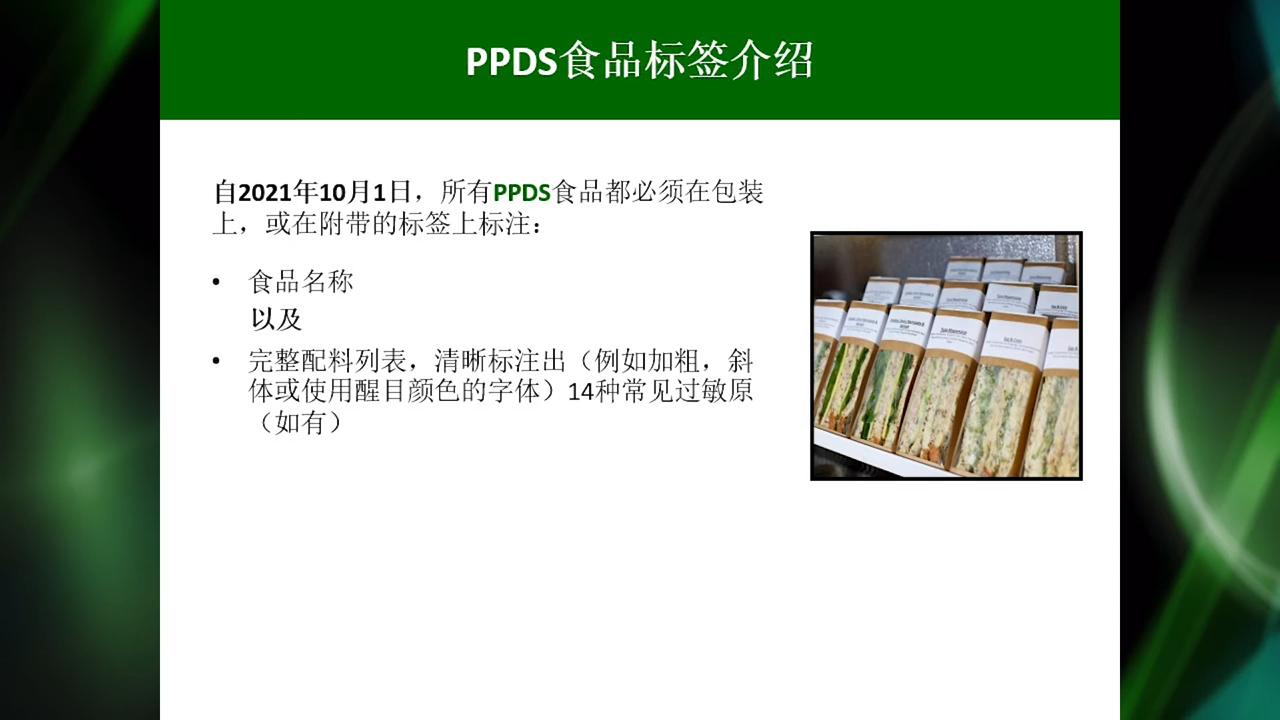 PPDS食品标签介绍
自2021年10月1日，所有PPDS食品都必须在包装
上，或在附带的标签上标注：
• 食品名称
以及
• 完整配料列表，清晰标注出（例如加粗，斜
体或使用醒目颜色的字体）14种常见过敏原
（如有）